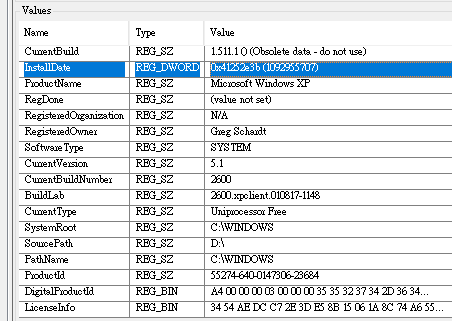 Values
Name Type Value
CurrentBuild REG_SZ 1.511.1 () (Obsolete data - do not use)
InstallDate REG_DWORD 0x41252e3b (1092955707)
ProductName REG_SZ Microsoft Windows XP
RegDone REG_SZ (value not set)
RegisteredOrganization REG_SZ N/A
RegisteredOwner REG_SZ Greg Schardt
SoftwareType REG_SZ SYSTEM
CurrentVersion REG_SZ 5.1
CurrentBuildNumber REG_SZ 2600
BuildLab REG_SZ 2600.xpclient.010817-1148
CurrentType REG_SZ Uniprocessor Free
SystemRoot REG_SZ C:\WINDOWS
SourcePath REG_SZ D:\
PathName REG_SZ C:\WINDOWS
ProductId REG_SZ 55274-640-0147306-23684
DigitalProductId REG_BIN A4 00 00 00 03 00 00 00 35 35 32 37 34 2D 36 34...
LicenseInfo REG_BIN 34 54 AE DC C7 2E 3D E5 8B 15 06 1A 8C 74 A6 55...